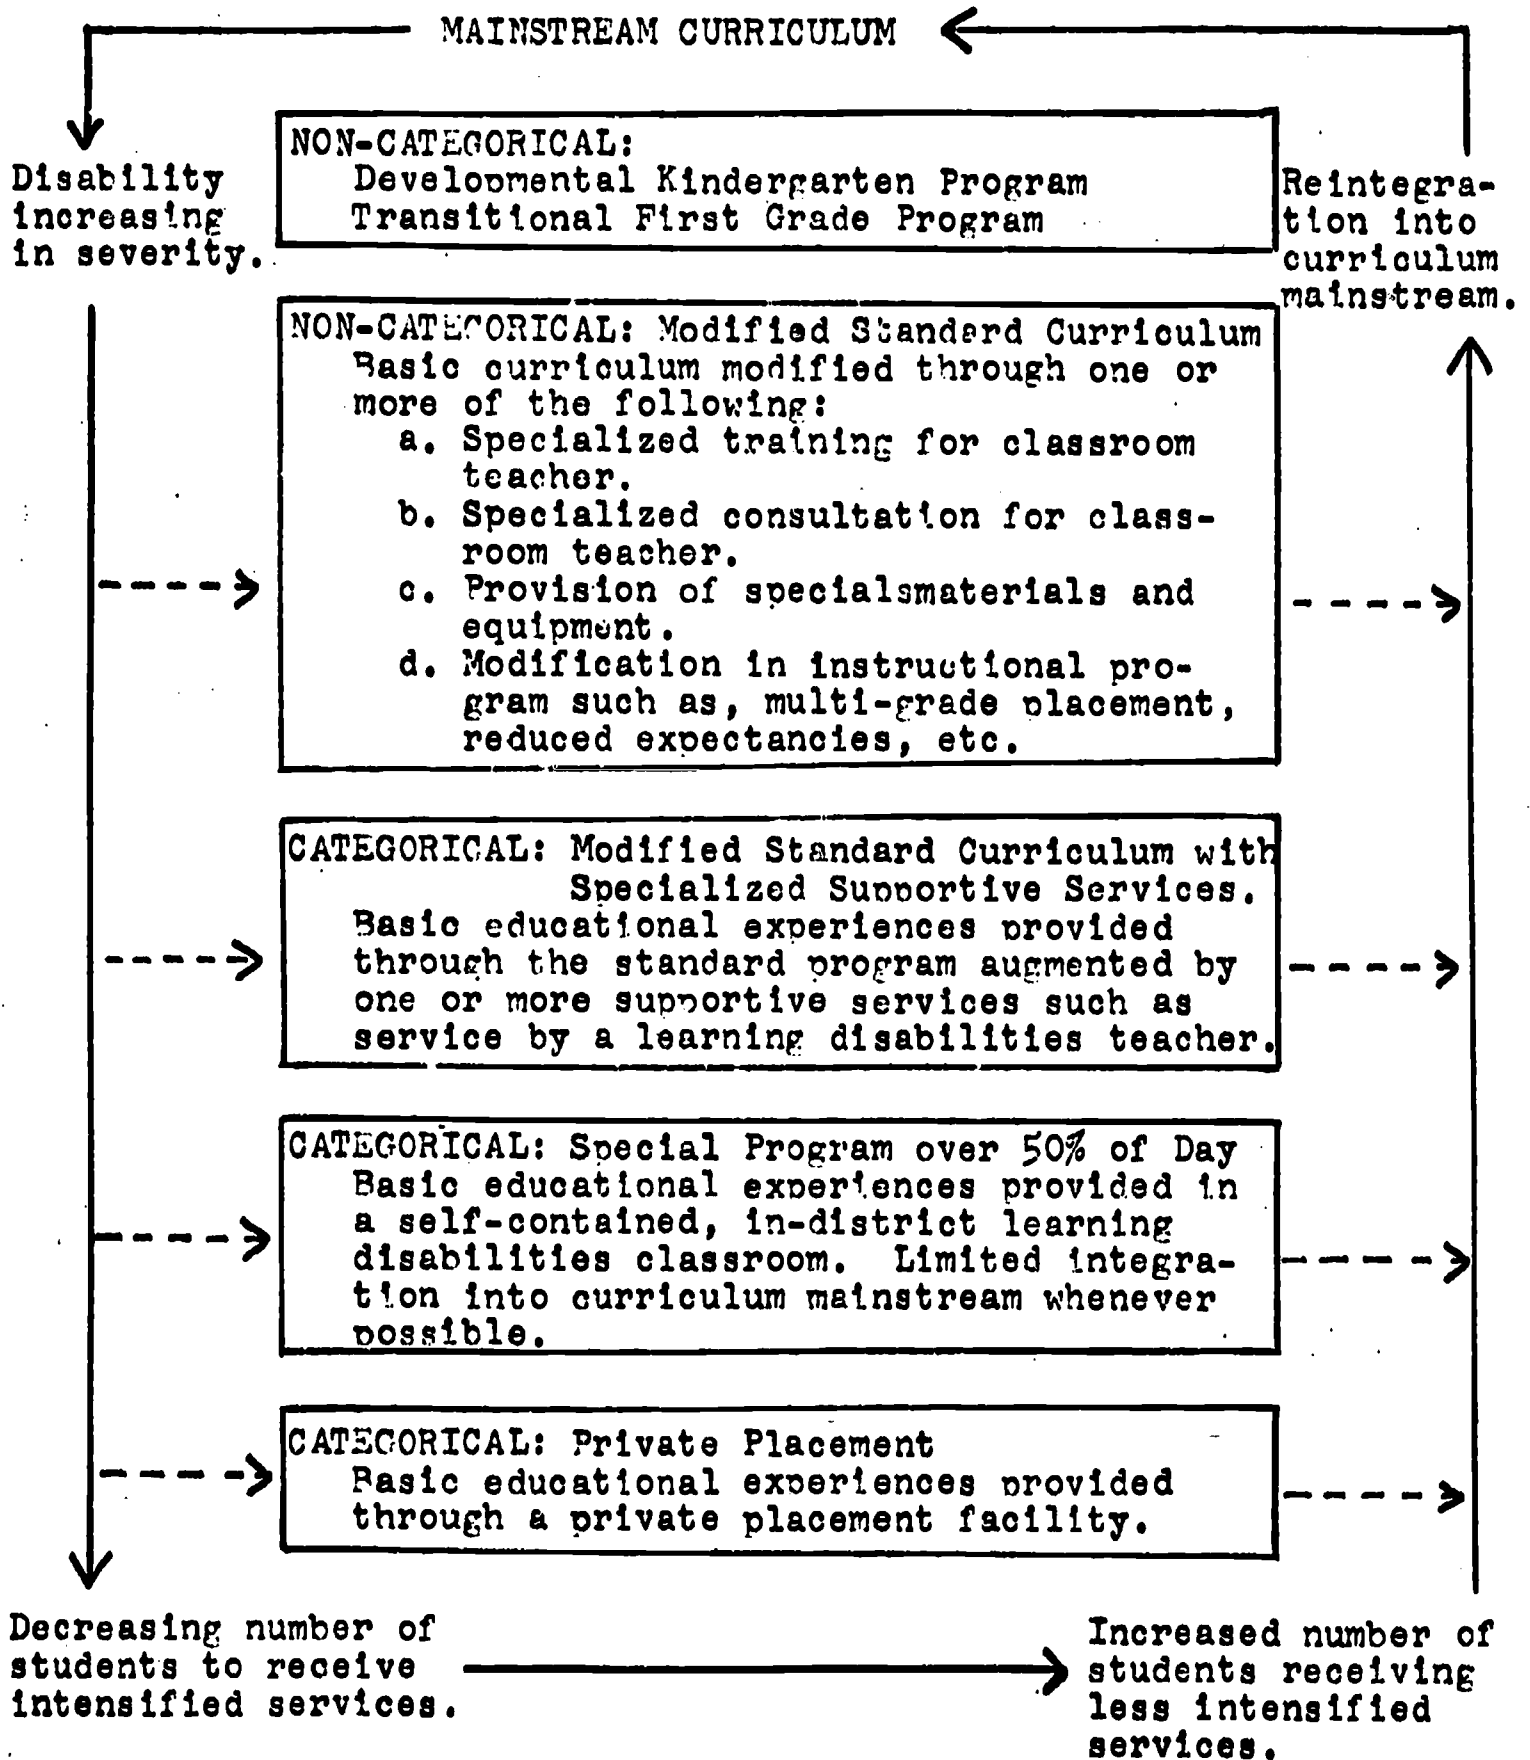 MAINSTREAM CURRICULUM
Disability
increasing
in severity.
NON-CATEGORICAL:
Developmental Kindergarten Program
Transitional First Grade Program
Reintegra-
tion into
curriculum
mainstream.
NON-CATEGORICAL: Modified Standard Curriculum
Basic curriculum modified through one or
more of the following:
a. Specialized training for classroom
teacher.
b. Specialized consultation for class-
room teacher.
c. Provision of specialsmaterials and
equipment.
d. Modification in instructional pro-
gram such as, multi-grade placement,
reduced expectancies, etc.
CATEGORICAL: Modified Standard Curriculum with
Specialized Supportive Services.
Basic educational experiences provided
through the standard program augmented by
one or more supportive services such as
service by a learning disabilities teacher.
CATEGORICAL: Special Program over 50% of Day
Basic educational experiences provided in
a self-contained, in-district learning
disabilities classroom. Limited integra-
tion into curriculum mainstream whenever
possible.
CATEGORICAL: Private Placement
Basic educational experiences provided
through a private placement facility.
Decreasing number of
students to receive
intensified services.
Increased number of
students receiving
less intensified
services.